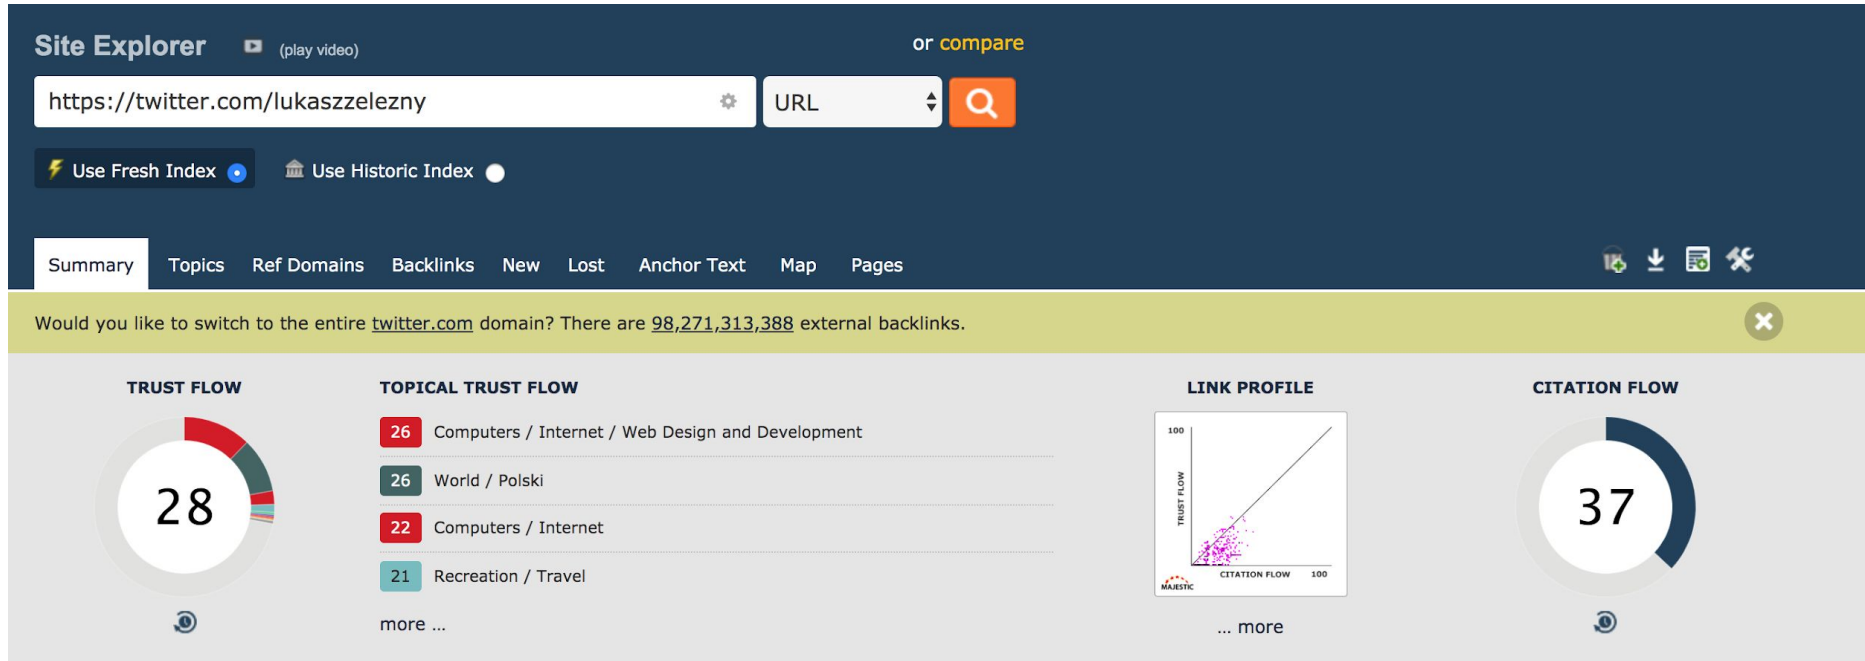 Site Explorer (play video) or compare
https://twitter.com/lukaszzelezny URL
Use Fresh Index Use Historic Index
Summary Topics Ref Domains Backlinks New Lost Anchor Text Map Pages
Would you like to switch to the entire twitter.com domain? There are 98,271,313,388 external backlinks.
TRUST FLOW
28
TOPICAL TRUST FLOW
26 Computers / Internet / Web Design and Development
26 World / Polski
22 Computers / Internet
21 Recreation / Travel
more ...
LINK PROFILE
100
TRUST FLOW
CITATION FLOW 100
MAJESTIC
... more
CITATION FLOW
37